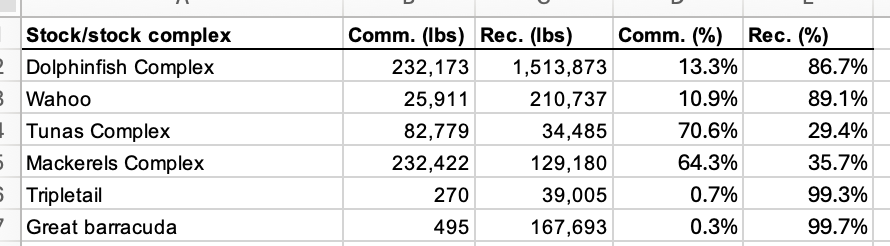 Stock/stock complex Comm. (lbs) Rec. (lbs) Comm. (%) Rec. (%)
Dolphinfish Complex 232,173 1,513,873 13.3% 86.7%
Wahoo 25,911 210,737 10.9% 89.1%
Tunas Complex 82,779 34,485 70.6% 29.4%
Mackerels Complex 232,422 129,180 64.3% 35.7%
Tripletail 270 39,005 0.7% 99.3%
Great barracuda 495 167,693 0.3% 99.7%